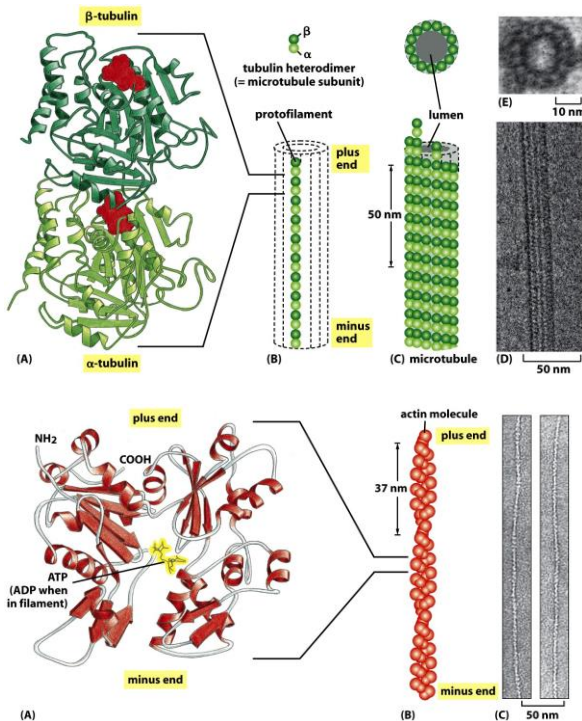 β-tubulin
β
α
tubulin heterodimer
(= microtubule subunit)
protofilament
plus
end
minus
end
lumen
50 nm
(E)
10 nm
(A)
α-tubulin
(B)
(C) microtubule
(D)
50 nm
plus end
NH2
COOH
ATP
(ADP when
in filament)
minus end
(A)
actin molecule
plus end
37 nm
minus end
(B)
(C)
50 nm